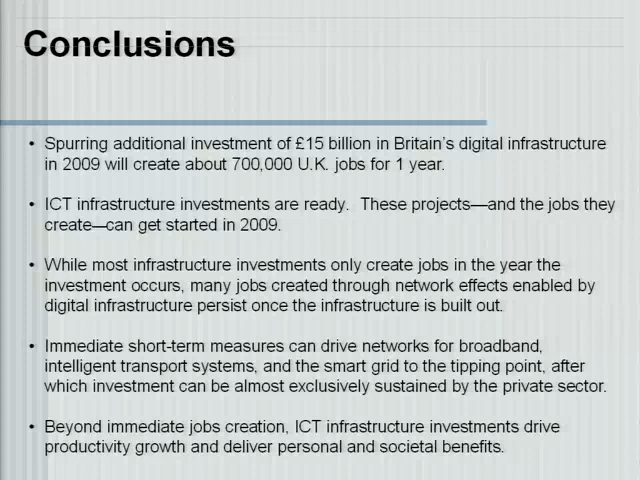 Conclusions
• Spurring additional investment of £15 billion in Britain's digital infrastructure
in 2009 will create about 700,000 U.K. jobs for 1 year.
• ICT infrastructure investments are ready.  These projects—and the jobs they
create—can get started in 2009.
• While most infrastructure investments only create jobs in the year the
investment occurs, many jobs created through network effects enabled by
digital infrastructure persist once the infrastructure is built out.
• Immediate short-term measures can drive networks for broadband,
intelligent transport systems, and the smart grid to the tipping point, after
which investment can be almost exclusively sustained by the private sector.
• Beyond immediate jobs creation, ICT infrastructure investments drive
productivity growth and deliver personal and societal benefits.